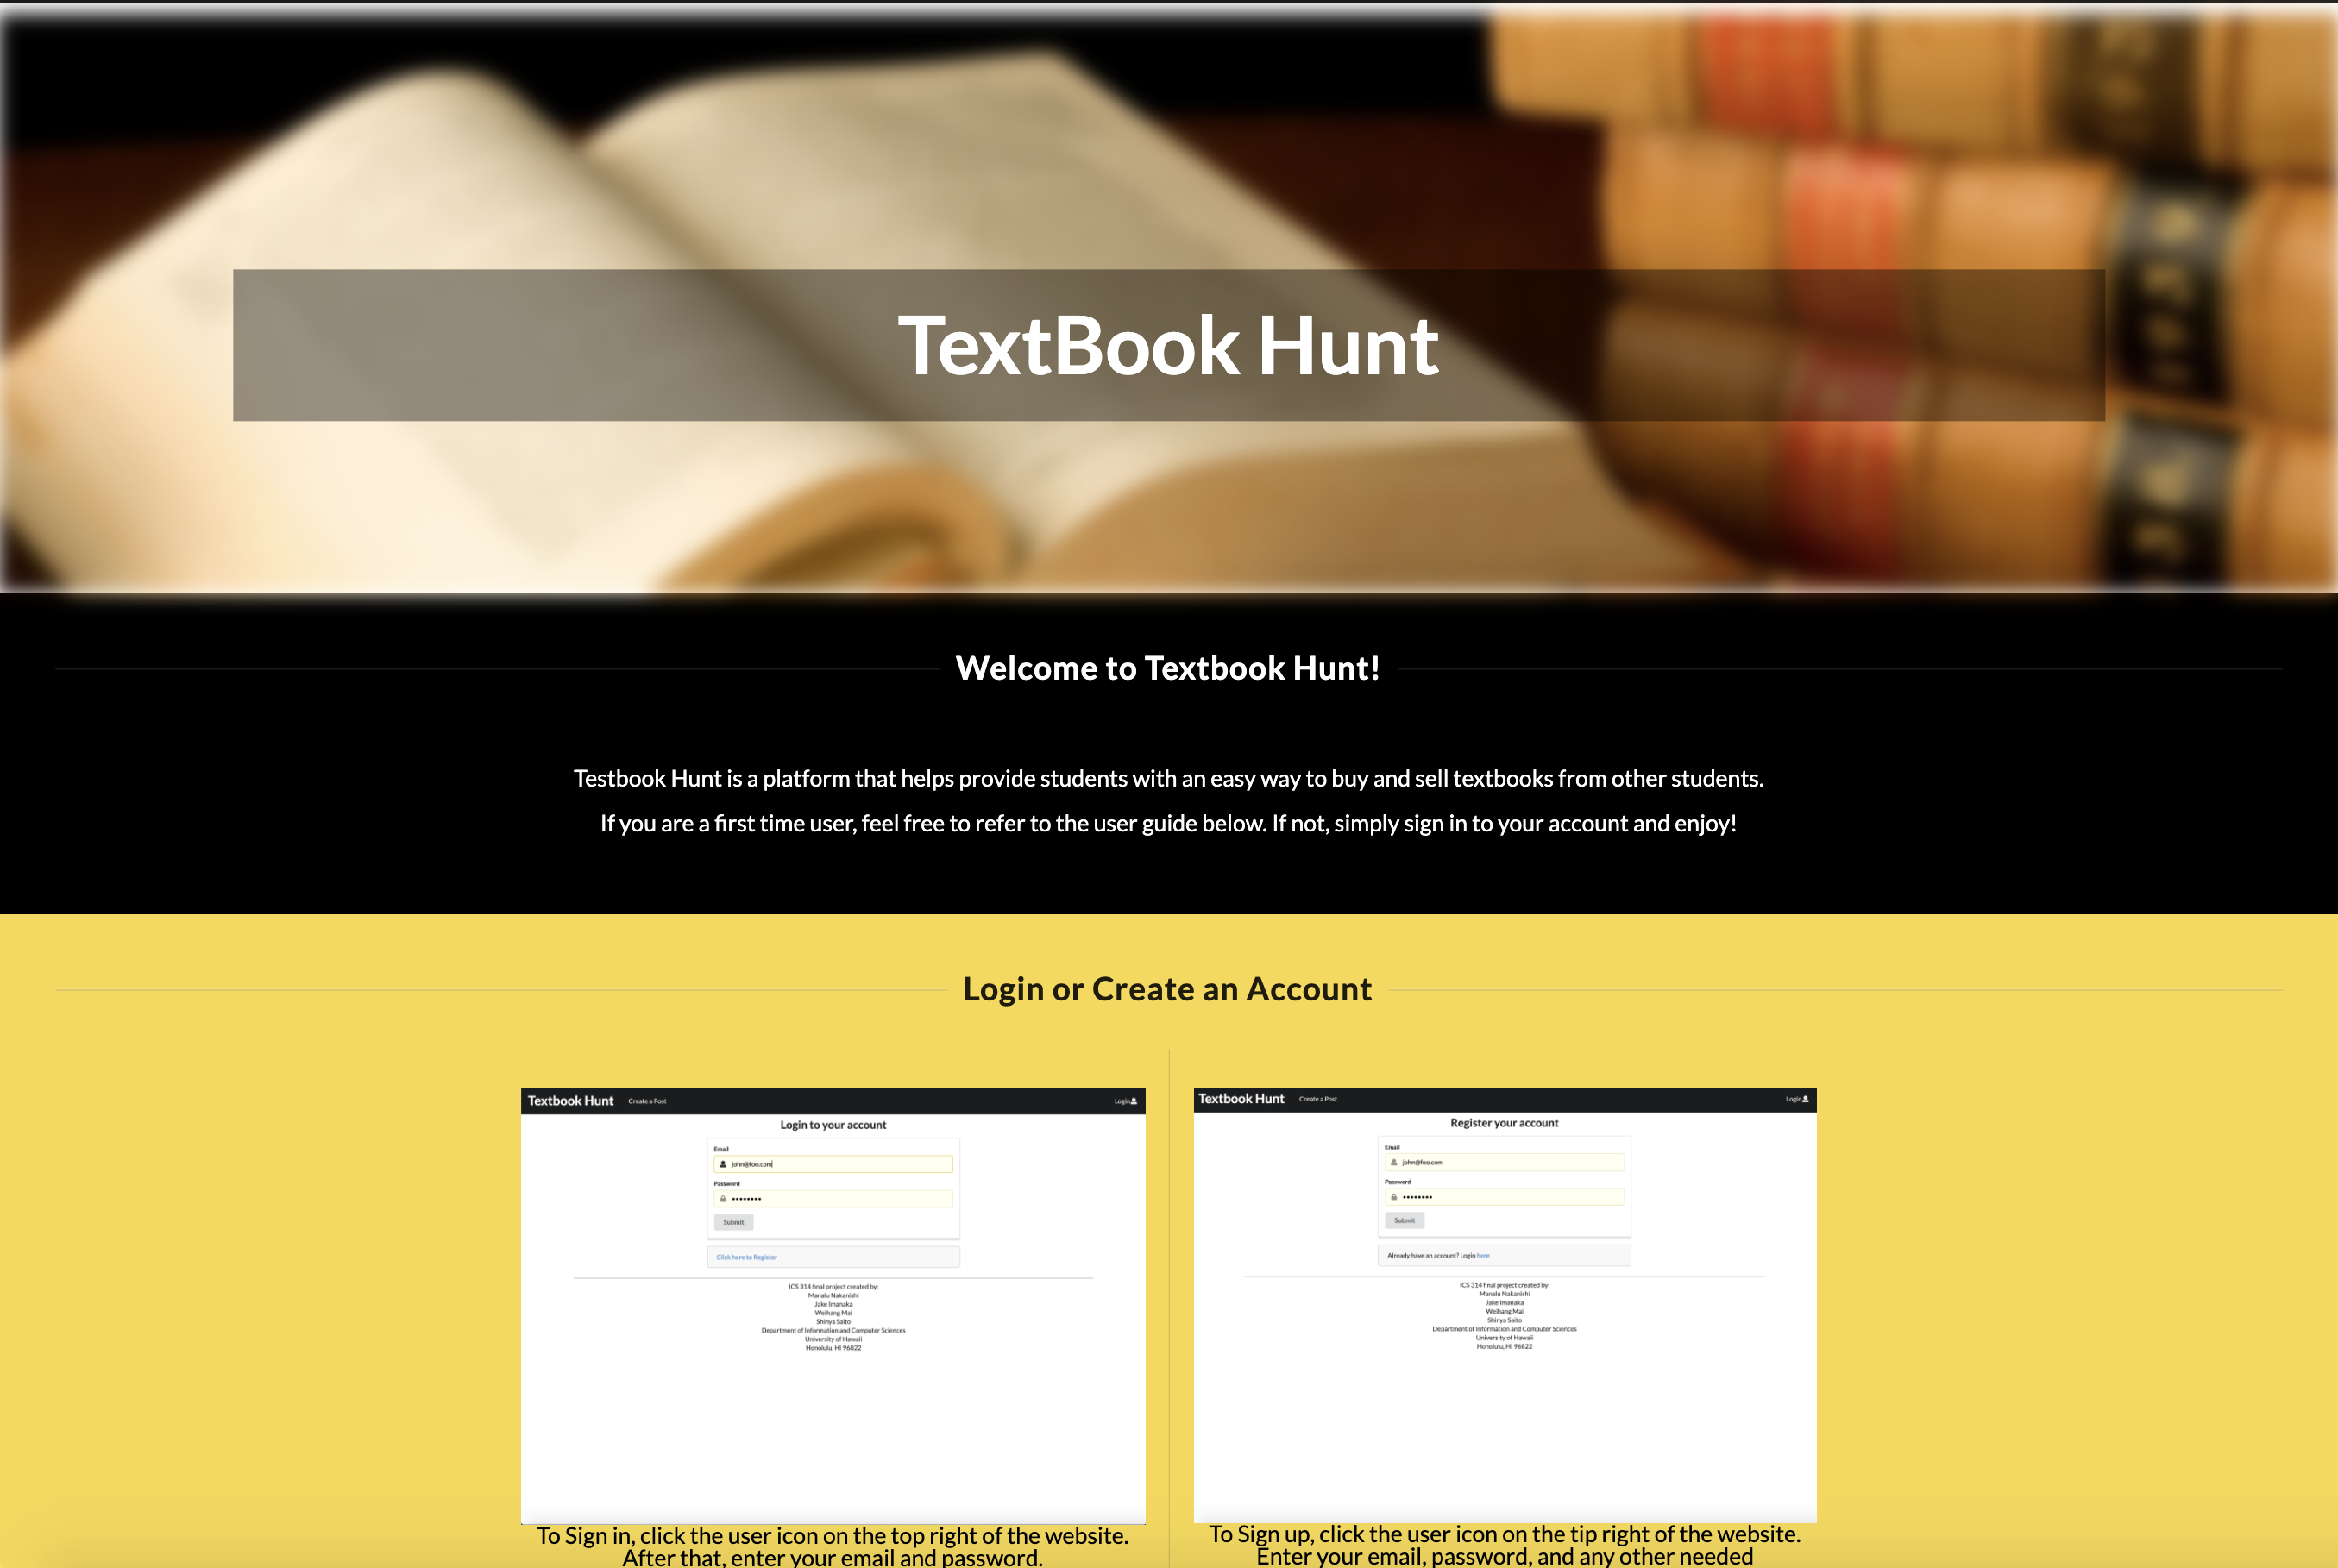 TextBook Hunt
Welcome to Textbook Hunt!
Testbook Hunt is a platform that helps provide students with an easy way to buy and sell textbooks from other students.
If you are a first time user, feel free to refer to the user guide below. If not, simply sign in to your account and enjoy!
Login or Create an Account
Textbook Hunt Create a Post Login
Login to your account
Email
john@foo.com
Password
Submit
Click here to Register
ICS 314 final project created by:
Manalu Nakanishi
Jake Imanaka
Weihang Mai
Shinya Saito
Department of Information and Computer Sciences
University of Hawaii
Honolulu, HI 96822
To Sign in, click the user icon on the top right of the website.
After that, enter your email and password.
Textbook Hunt Create a Post Login
Register your account
Email
john@foo.com
Password
Submit
Already have an account? Login here
ICS 314 final project created by:
Manalu Nakanishi
Jake Imanaka
Weihang Mai
Shinya Saito
Department of Information and Computer Sciences
University of Hawaii
Honolulu, HI 96822
To Sign up, click the user icon on the tip right of the website.
Enter your email, password, and any other needed